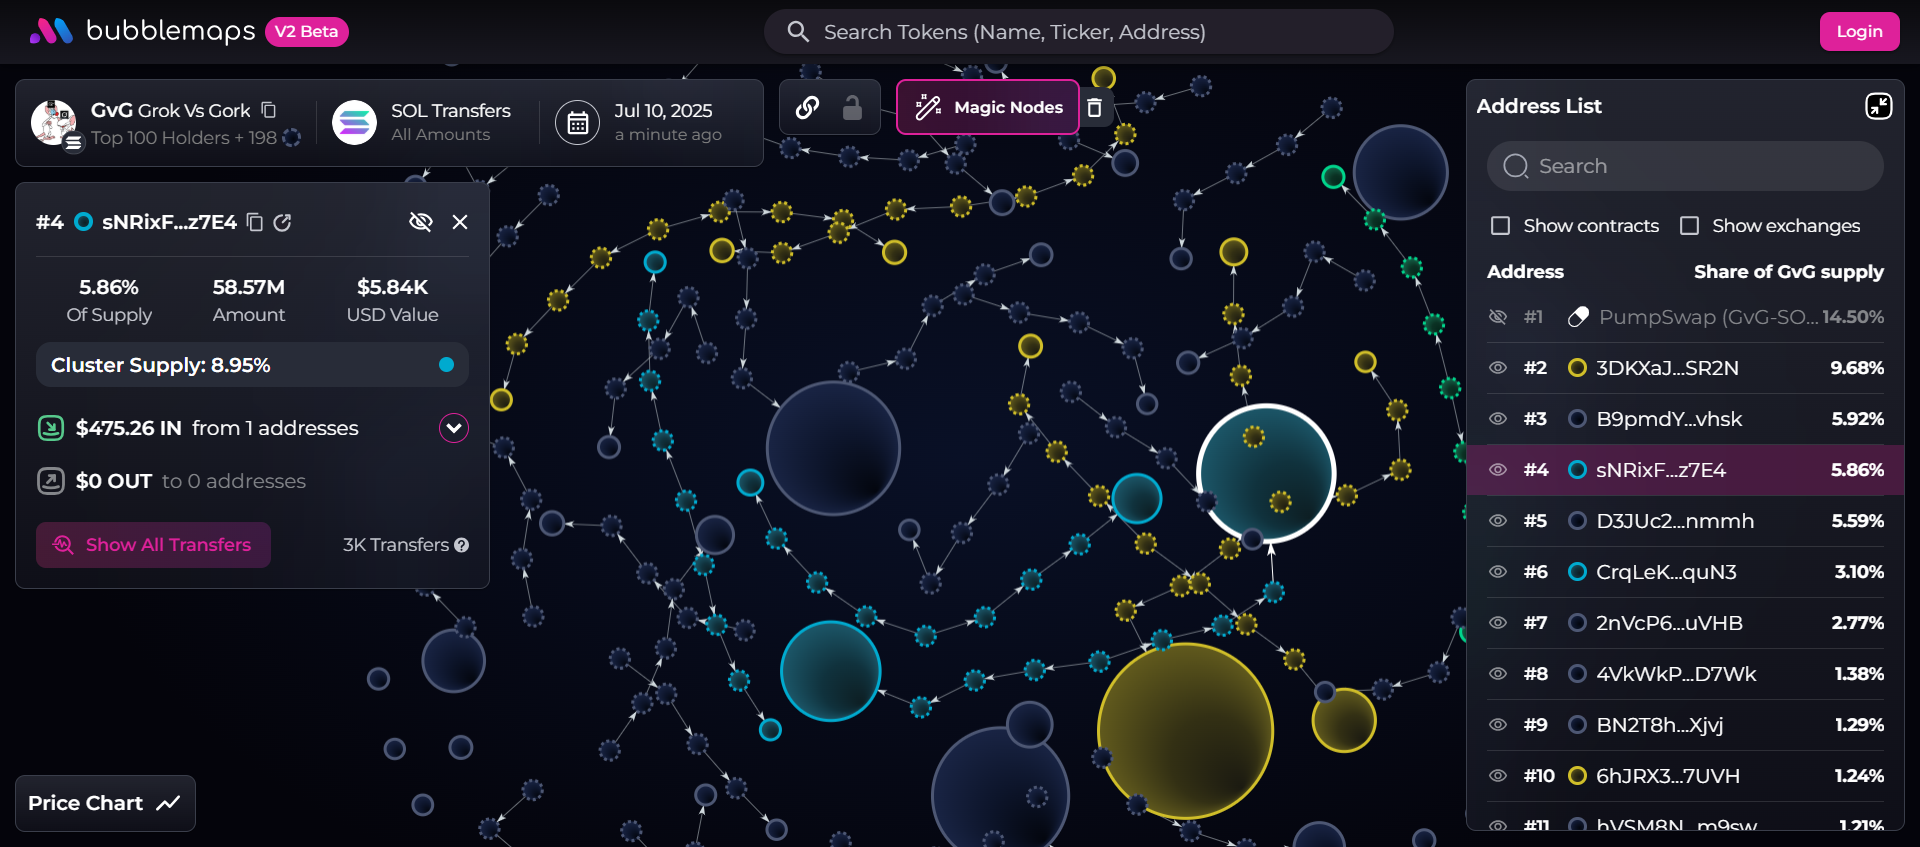 bubblemaps V2 Beta
Search Tokens (Name, Ticker, Address)
Login
GvG Grok Vs Gork
Top 100 Holders + 198
SOL Transfers
All Amounts
Jul 10, 2025
a minute ago
Magic Nodes
#4 sNRixF...z7E4
5.86% 58.57M $5.84K
Of Supply Amount USD Value
Cluster Supply: 8.95%
$475.26 IN from 1 addresses
$0 OUT to 0 addresses
Show All Transfers 3K Transfers ?
Price Chart
Address List
Search
Show contracts Show exchanges
Address Share of GvG supply
#1 PumpSwap (GvG-SO... 14.50%
#2 3DKXaJ...SR2N 9.68%
#3 B9pmdY...vhsk 5.92%
#4 sNRixF...z7E4 5.86%
#5 D3JUc2...nmmh 5.59%
#6 CrqLeK...quN3 3.10%
#7 2nVcP6...uVHB 2.77%
#8 4VkWkP...D7Wk 1.38%
#9 BN2T8h...Xjvj 1.29%
#10 6hJRX3...7UVH 1.24%
#11 hVSM8N...m9sw 1.21%